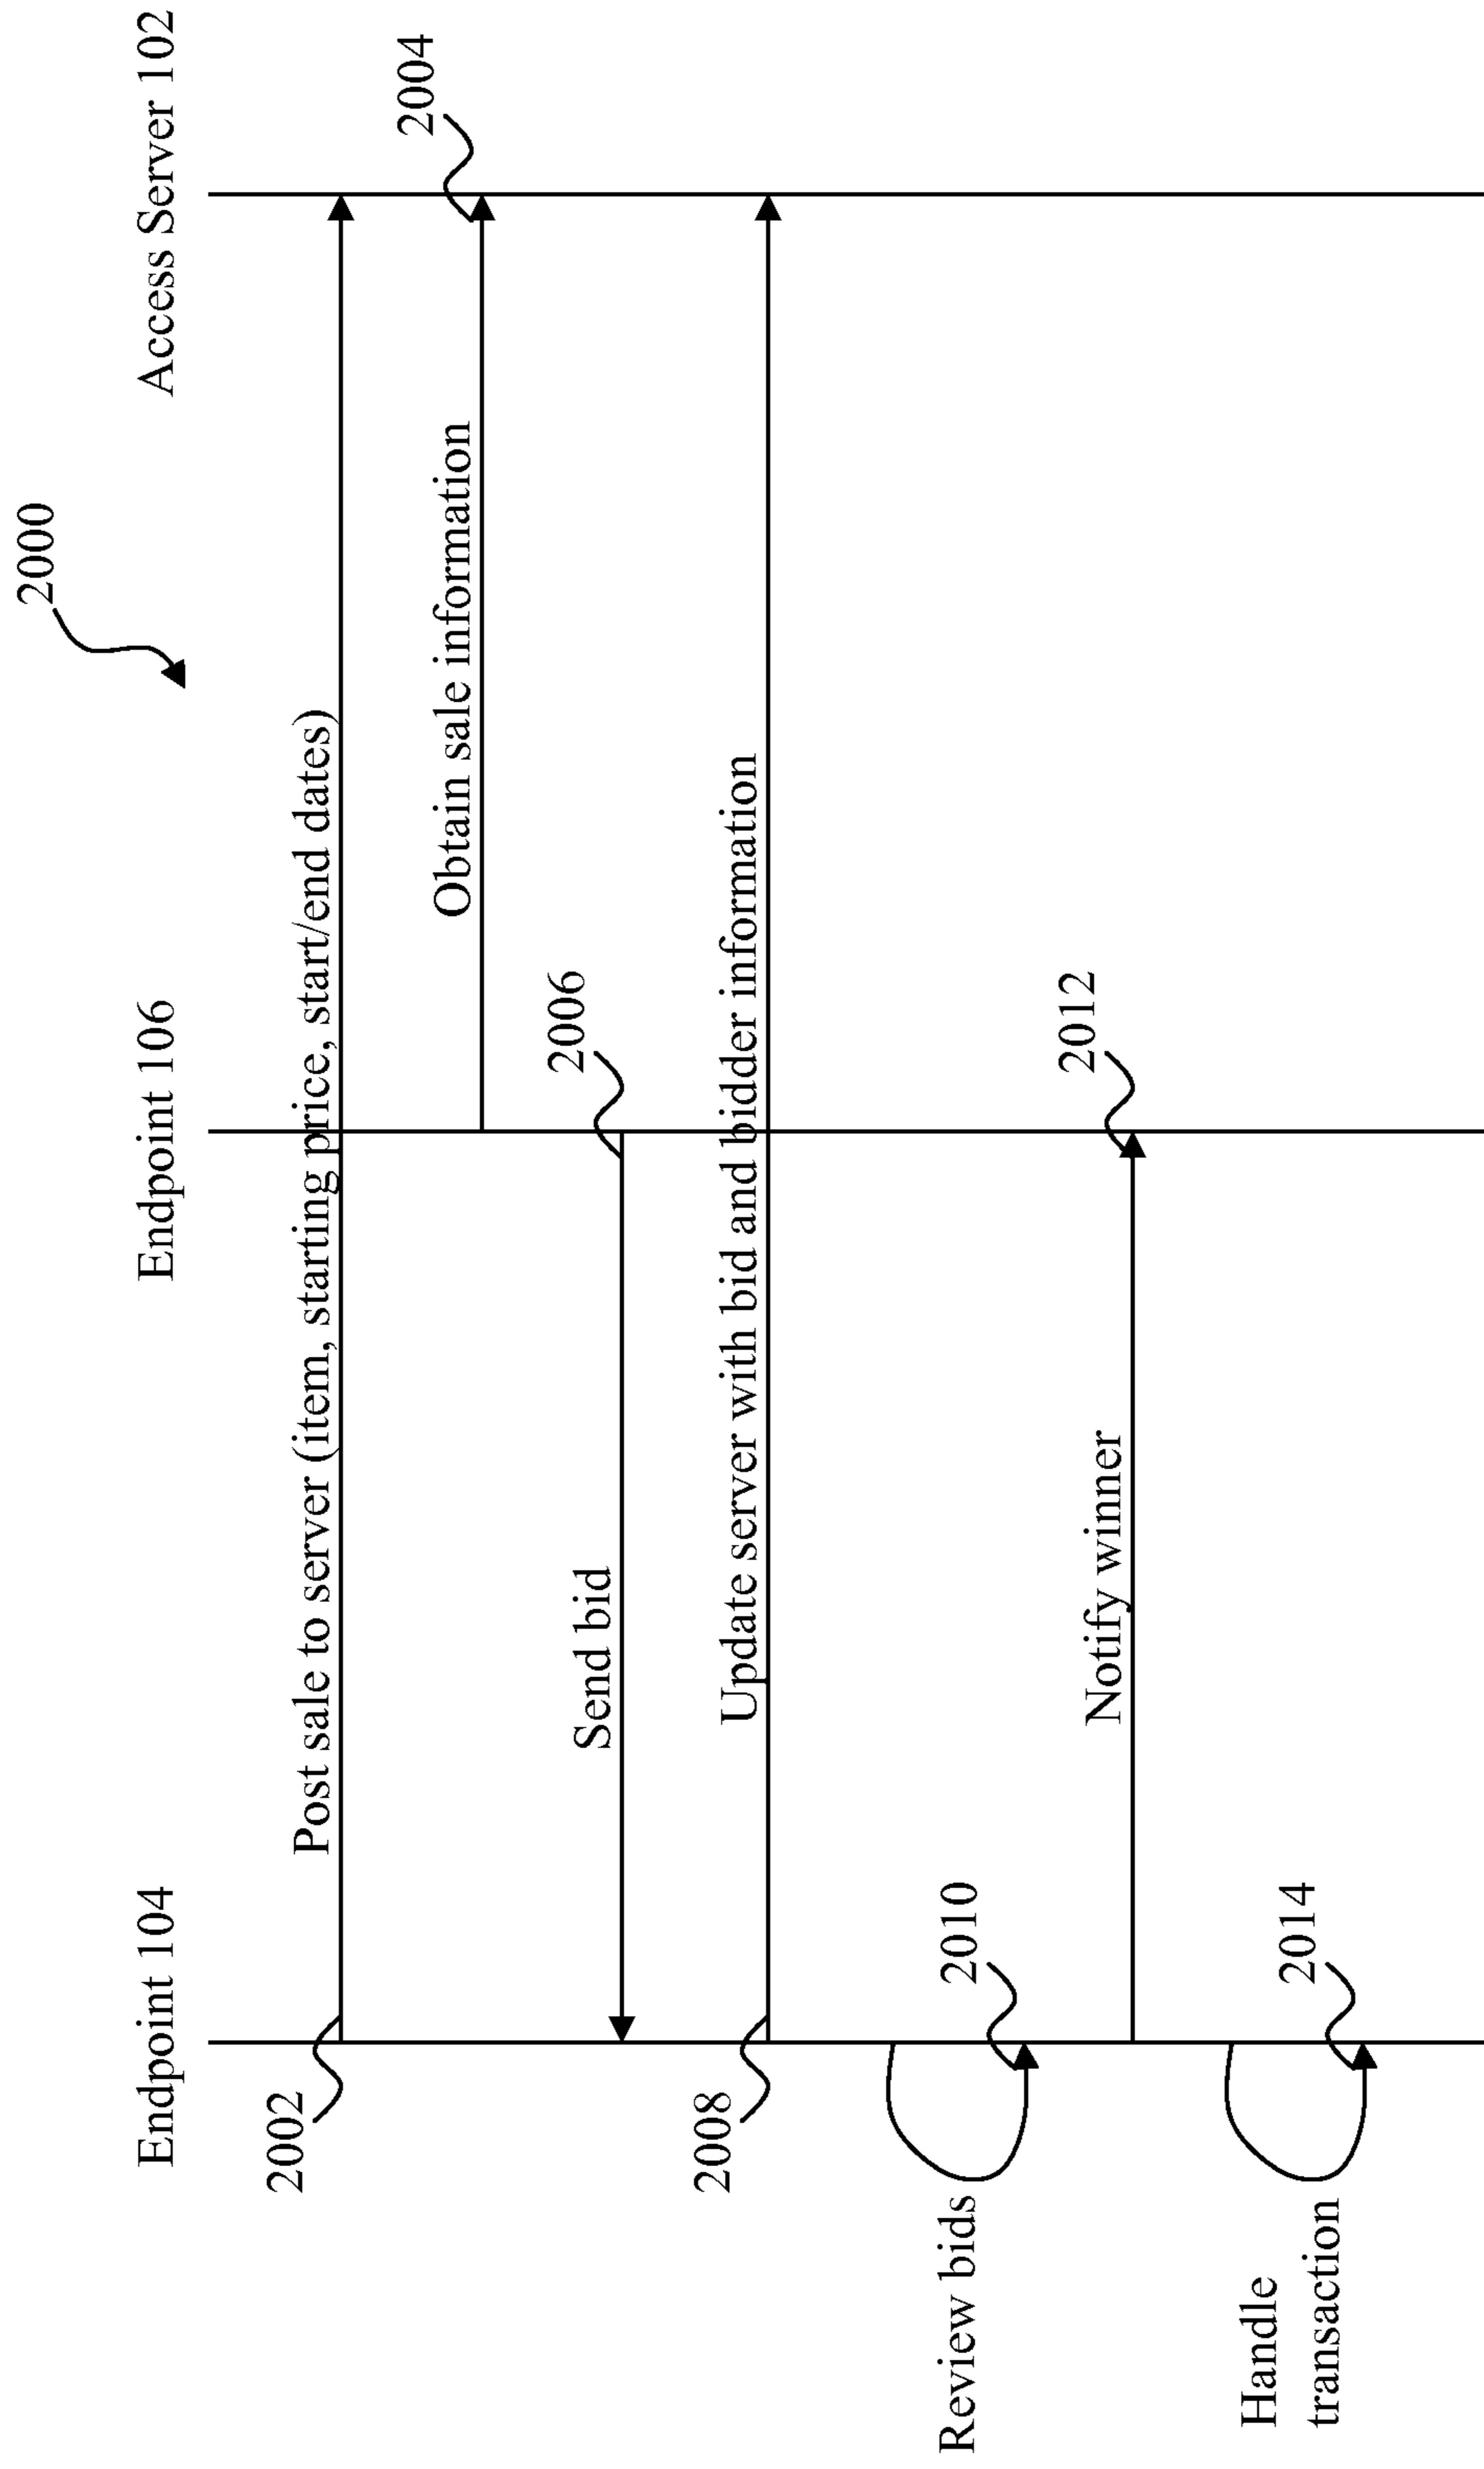 2000
Endpoint 104
Endpoint 106
Access Server 102
2002
Post sale to server (item, starting price, start/end dates)
2004
Obtain sale information
2006
Send bid
2008
Update server with bid and bidder information
Review bids
2010
2012
Notify winner
Handle
transaction
2014